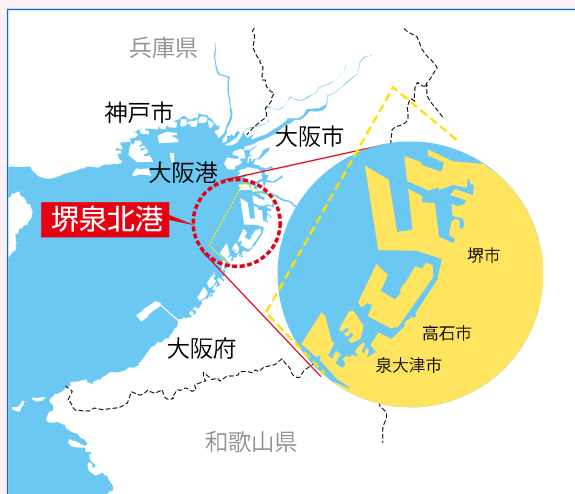 兵庫県
神戸市
大阪市
大阪港
堺泉北港
堺市
高石市
大阪府
泉大津市
和歌山県